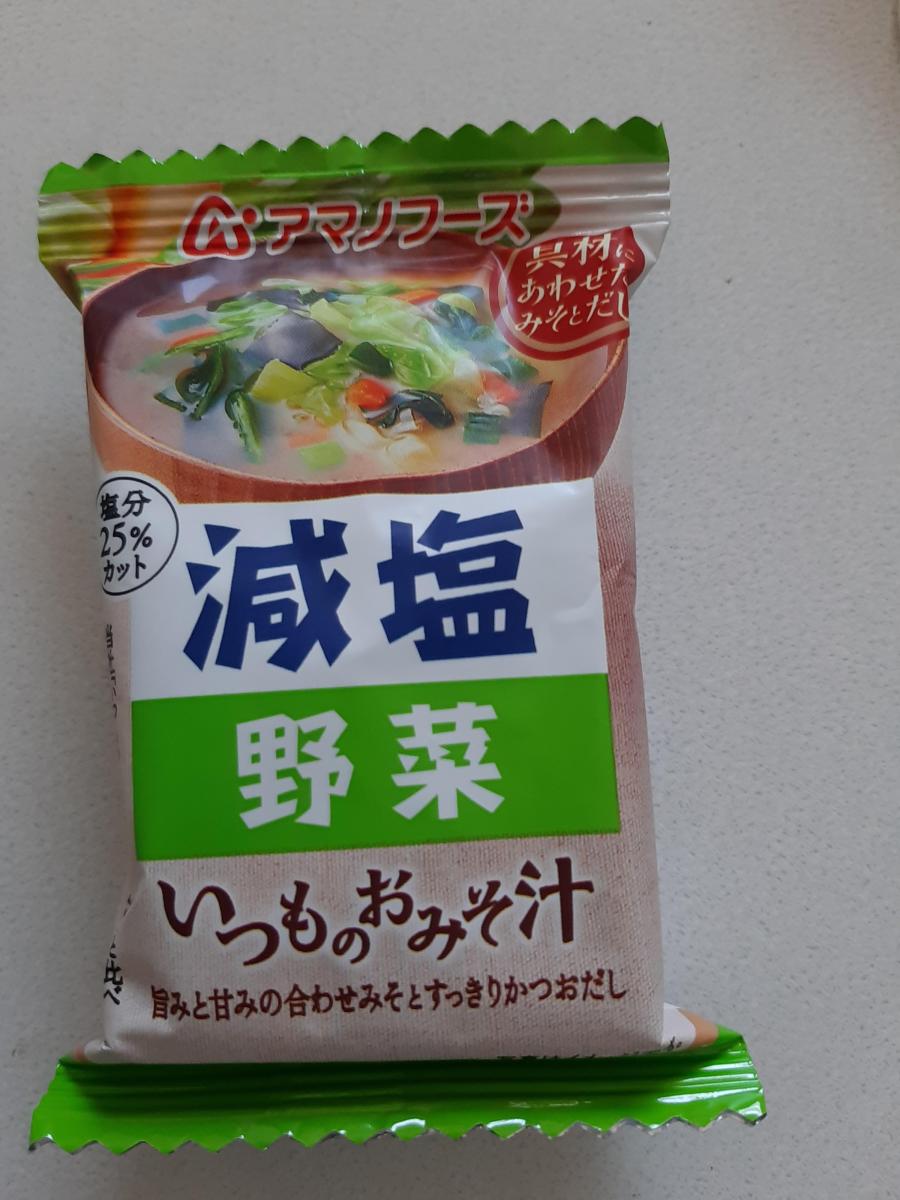 アマノフーズ
具材に
あわせた
みそとだし
塩分
25%
カット
減塩
野菜
いつものおみそ汁
旨みと甘みの合わせみそとすっきりかつおだし
と比べ